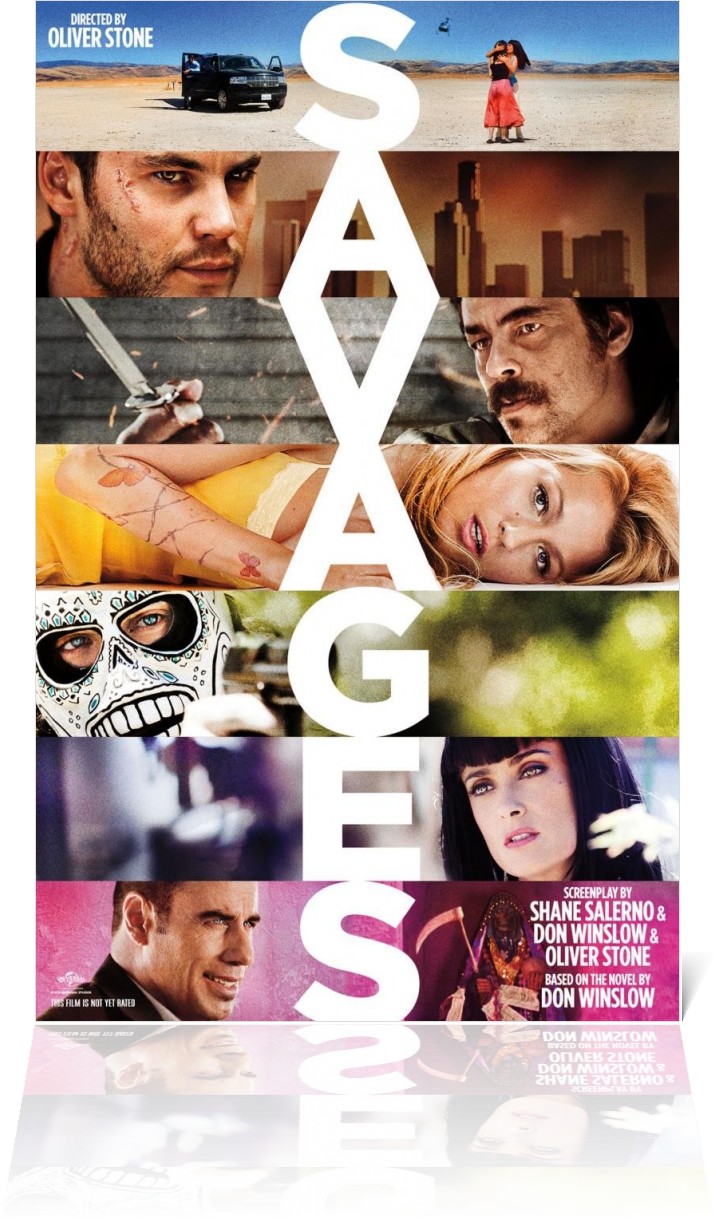 DIRECTED BY
OLIVER STONE
SAVAGES
SCREENPLAY BY
SHANE SALERNO &
DON WINSLOW &
OLIVER STONE
BASED ON THE NOVEL BY
DON WINSLOW
THIS FILM IS NOT YET RATED